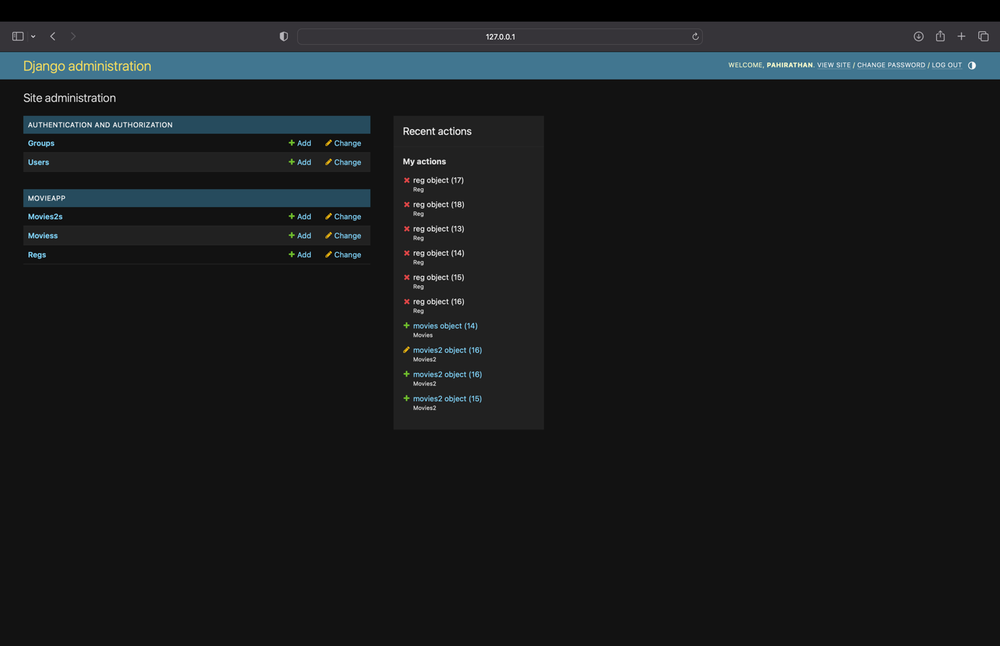 127.0.0.1
Django administration
WELCOME, PAHIRATHAN. VIEW SITE / CHANGE PASSWORD / LOG OUT
Site administration
AUTHENTICATION AND AUTHORIZATION
Groups Add Change
Users Add Change
MOVIEAPP
Movies2s Add Change
Moviess Add Change
Regs Add Change
Recent actions
My actions
reg object (17)
Reg
reg object (18)
Reg
reg object (13)
Reg
reg object (14)
Reg
reg object (15)
Reg
reg object (16)
Reg
movies object (14)
Movies
movies2 object (16)
Movies2
movies2 object (16)
Movies2
movies2 object (15)
Movies2